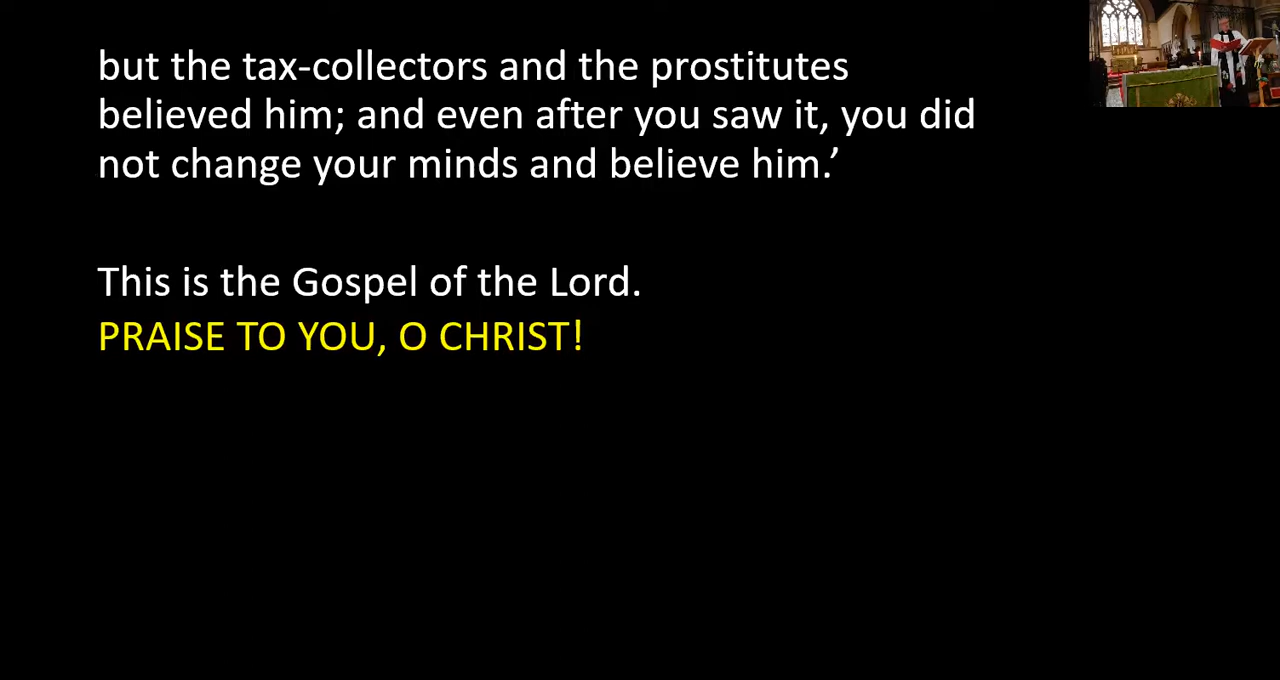 but the tax-collectors and the prostitutes
believed him; and even after you saw it, you did
not change your minds and believe him.’
This is the Gospel of the Lord.
PRAISE TO YOU, O CHRIST!